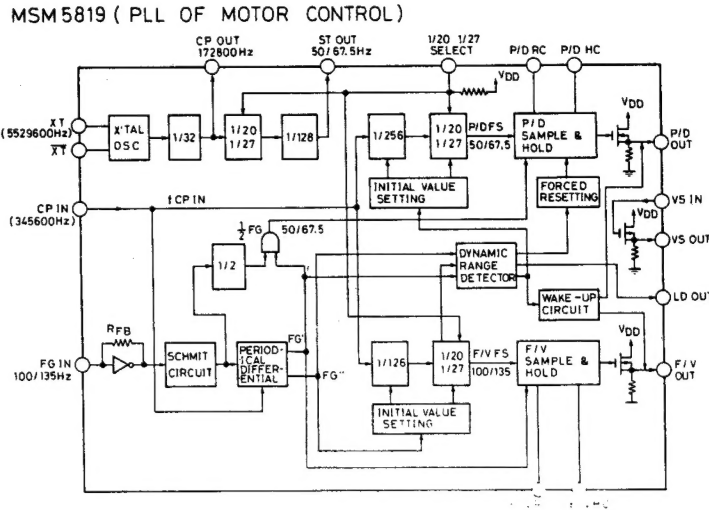 MSM5819 ( PLL OF MOTOR CONTROL)
CP OUT
172800Hz
ST OUT
50/67.5Hz
1/20 1/27
SELECT
P/D RC
P/D HC
VDD
XT
(5529600Hz)
XT
X'TAL
OSC
1/32
1/20
1/27
1/128
1/256
1/20
1/27
P/DFS
50/67.5
P/D
SAMPLE &
HOLD
VDD
P/D
OUT
INITIAL VALUE
SETTING
FORCED
RESETTING
CP IN
(345600Hz)
f CP IN
VS IN
VDD
VS OUT
1/2 FG
50/67.5
1/2
DYNAMIC
RANGE
DETECTOR
WAKE-UP
CIRCUIT
LD OUT
RFB
FG IN
100/135Hz
SCHMIT
CIRCUIT
PERIOD-
ICAL
DIFFER-
ENTIAL
FG'
FG''
1/126
1/20
1/27
F/VFS
100/135
F/V
SAMPLE &
HOLD
VDD
F/V
OUT
INITIAL VALUE
SETTING